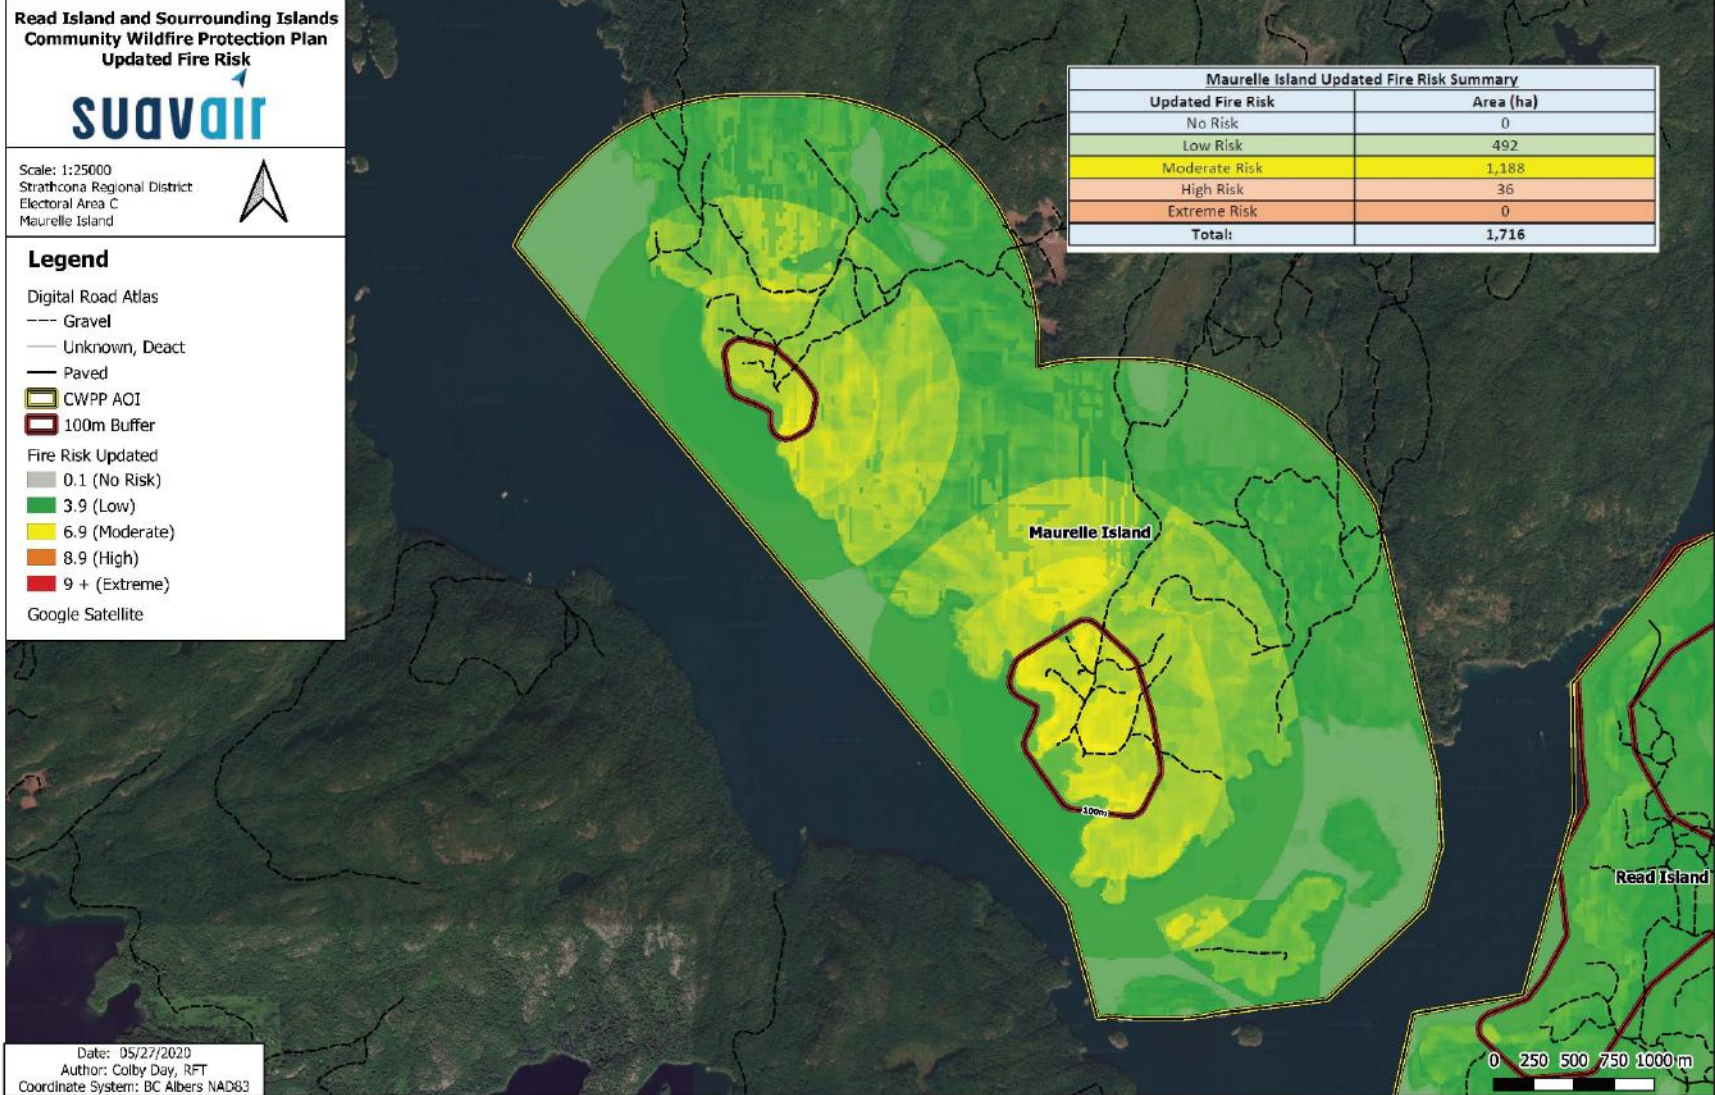 Read Island and Sourrounding Islands
Community Wildfire Protection Plan
Updated Fire Risk
suavair
Scale: 1:25000
Strathcona Regional District
Electoral Area C
Maurelle Island
Legend
Digital Road Atlas
Gravel
Unknown, Deact
Paved
CWPP AOI
100m Buffer
Fire Risk Updated
0.1 (No Risk)
3.9 (Low)
6.9 (Moderate)
8.9 (High)
9 + (Extreme)
Google Satellite
Maurelle Island Updated Fire Risk Summary
Updated Fire Risk Area (ha)
No Risk 0
Low Risk 492
Moderate Risk 1,188
High Risk 36
Extreme Risk 0
Total: 1,716
Maurelle Island
100m
Read Island
Date: 05/27/2020
Author: Colby Day, RFT
Coordinate System: BC Albers NAD83
0 250 500 750 1000 m